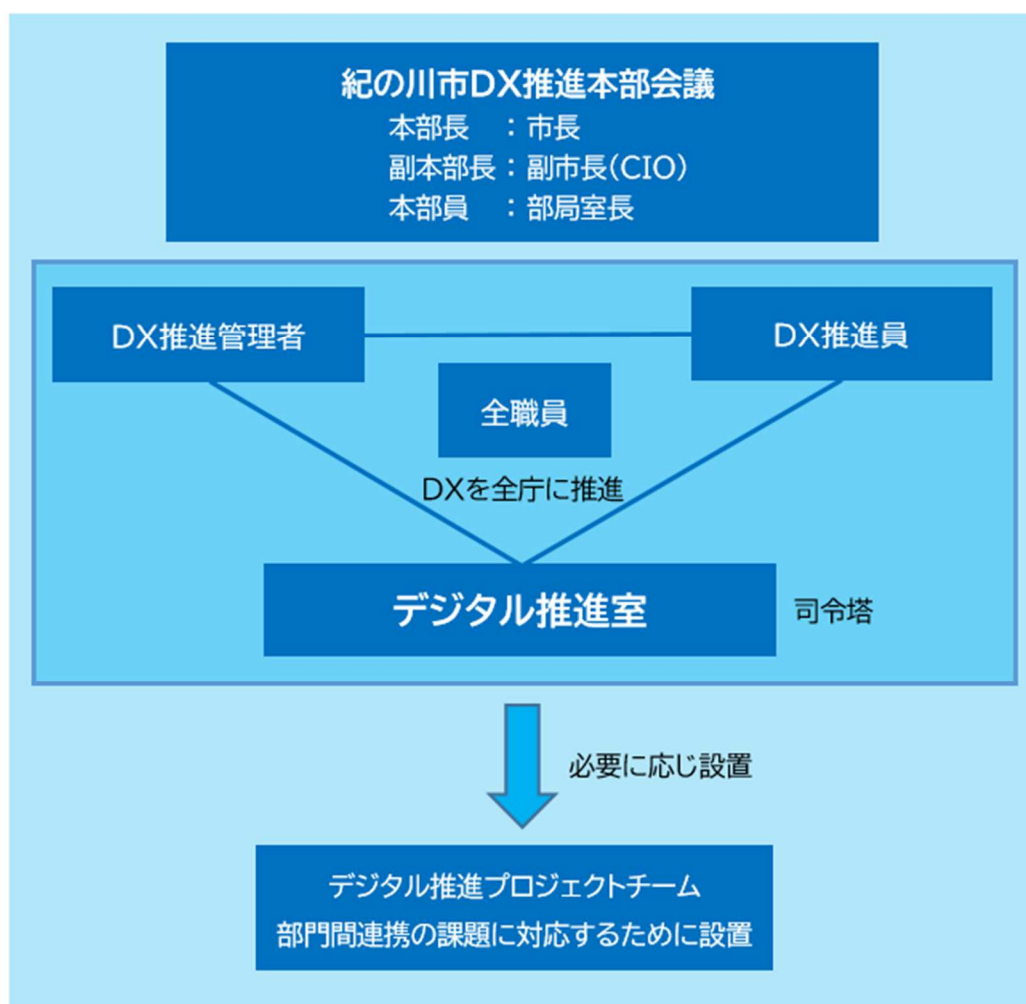 紀の川市DX推進本部会議
本部長　：市長
副本部長：副市長(CIO)
本部員　：部局室長
DX推進管理者
DX推進員
全職員
DXを全庁に推進
デジタル推進室
司令塔
必要に応じ設置
デジタル推進プロジェクトチーム
部門間連携の課題に対応するために設置